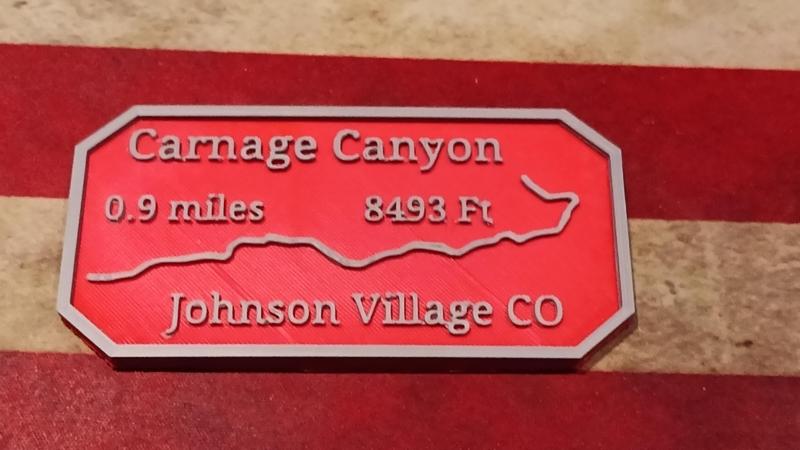 Carnage Canyon
0.9 miles 8493 Ft
Johnson Village CO